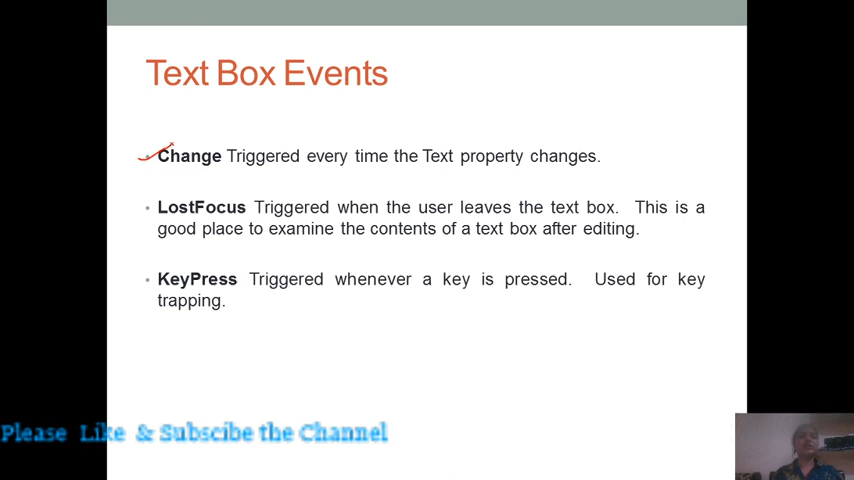 Text Box Events
• Change Triggered every time the Text property changes.
• LostFocus Triggered when the user leaves the text box. This is a
good place to examine the contents of a text box after editing.
• KeyPress Triggered whenever a key is pressed. Used for key
trapping.
Please Like & Subscibe the Channel